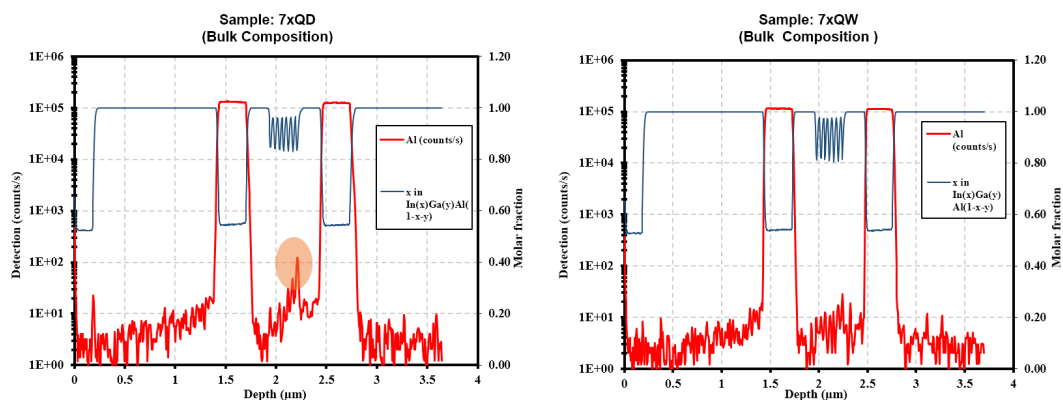 Sample: 7xQD
(Bulk Composition)
1E+06
1E+05
1E+04
1E+03
1E+02
1E+01
1E+00
Detection (counts/s)
1.20
1.00
0.80
0.60
0.40
0.20
0.00
Molar fraction
0
0.5
1
1.5
2
2.5
3
3.5
4
Depth (µm)
Al (counts/s)
x in
In(x)Ga(y)Al(
1-x-y)
Sample: 7xQW
(Bulk Composition )
1E+06
1E+05
1E+04
1E+03
1E+02
1E+01
1E+00
Detection (counts/s)
1.20
1.00
0.80
0.60
0.40
0.20
0.00
Molar fraction
0
0.5
1
1.5
2
2.5
3
3.5
4
Depth (µm)
Al
(counts/s)
x in
In(x)Ga(y)
Al(1-x-y)